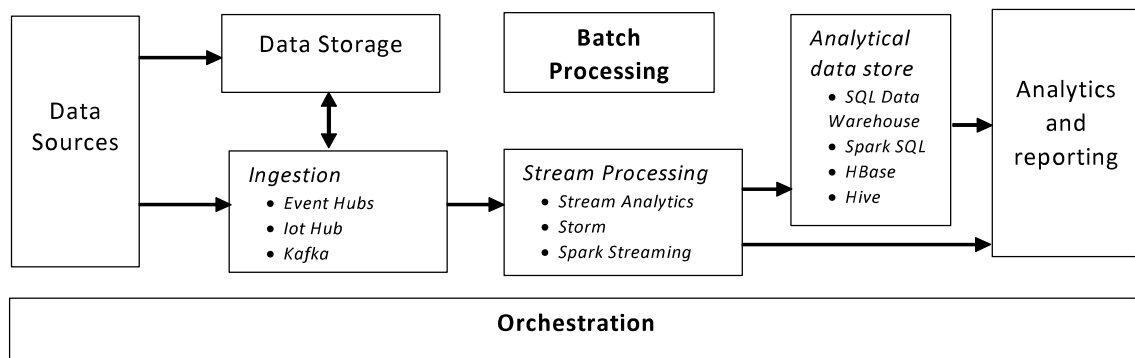 Data
Sources
Data Storage
Ingestion
• Event Hubs
• Iot Hub
• Kafka
Batch
Processing
Stream Processing
• Stream Analytics
• Storm
• Spark Streaming
Analytical
data store
• SQL Data
Warehouse
• Spark SQL
• HBase
• Hive
Analytics
and
reporting
Orchestration